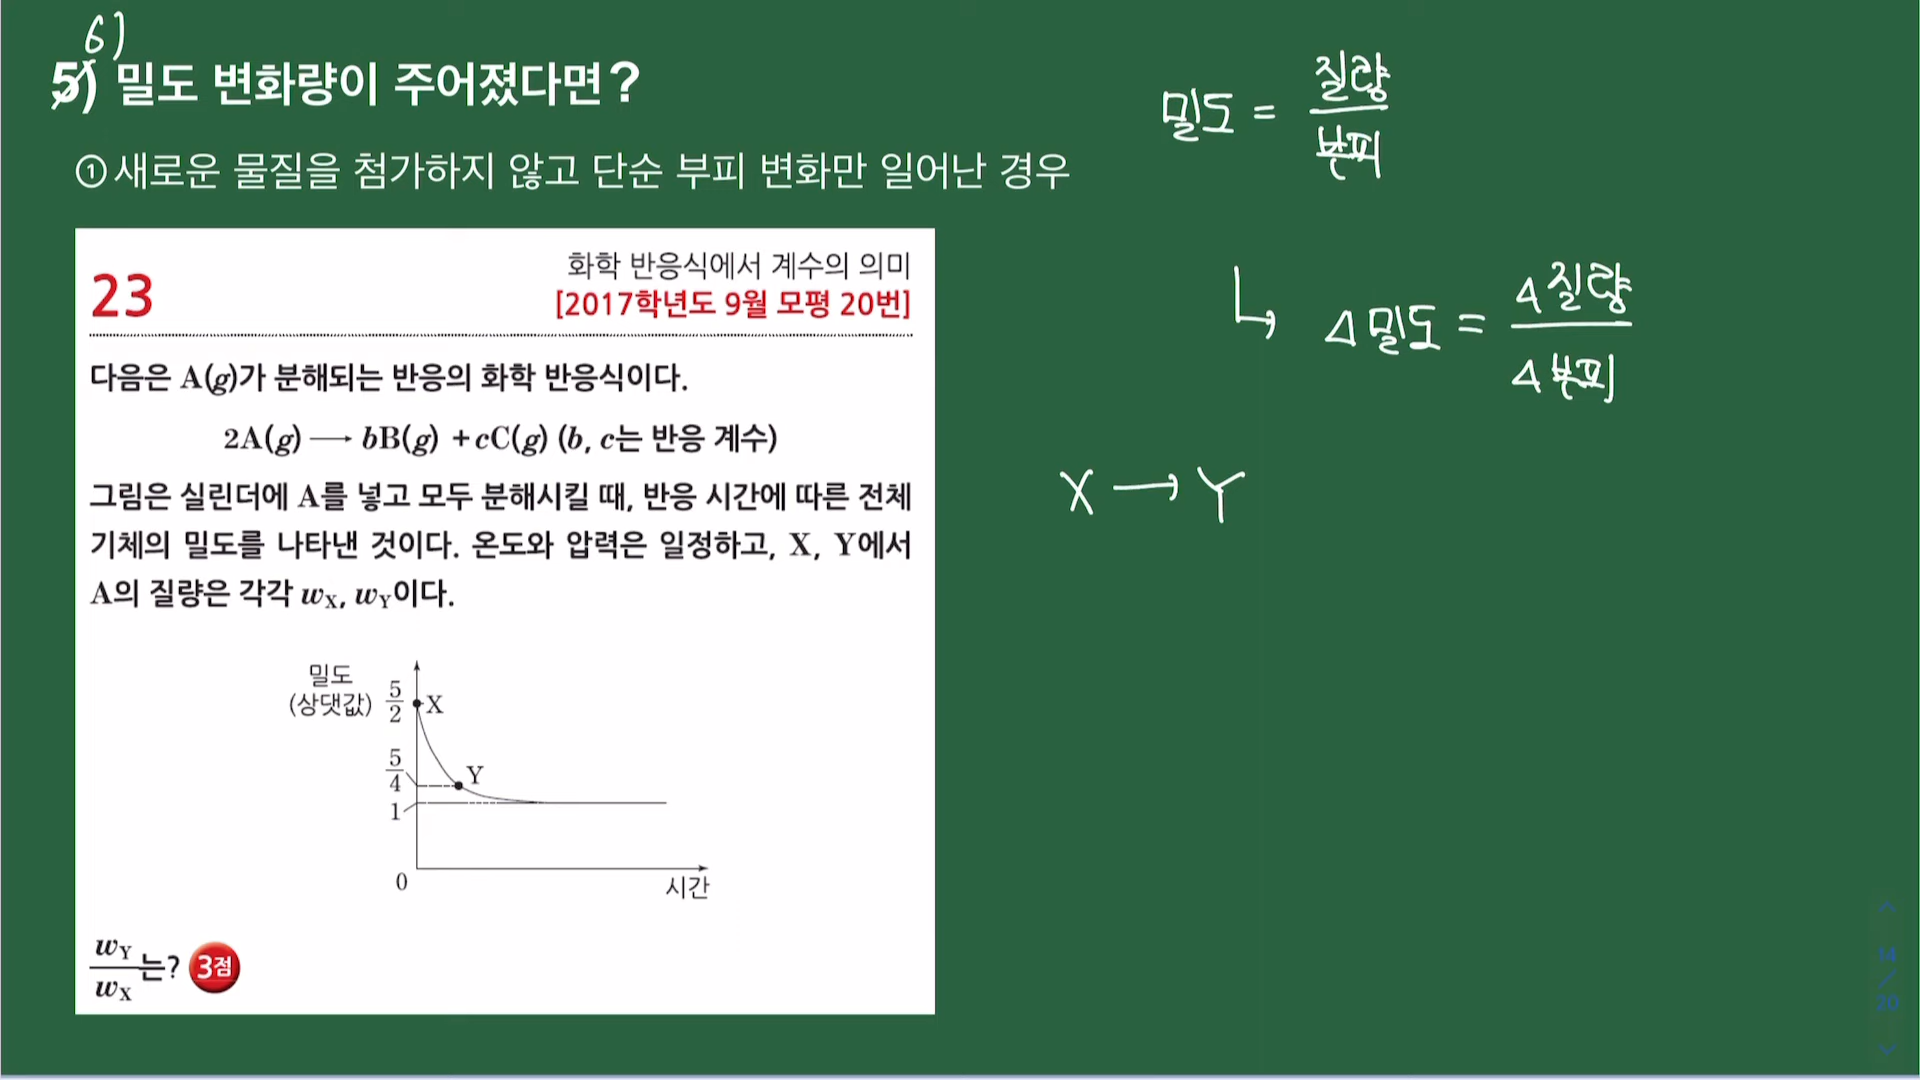 6)
5) 밀도 변화량이 주어졌다면?
① 새로운 물질을 첨가하지 않고 단순 부피 변화만 일어난 경우
23
화학 반응식에서 계수의 의미
[2017학년도 9월 모평 20번]
다음은 A(g)가 분해되는 반응의 화학 반응식이다.
2A(g) ⟶ bB(g) + cC(g) (b, c는 반응 계수)
그림은 실린더에 A를 넣고 모두 분해시킬 때, 반응 시간에 따른 전체
기체의 밀도를 나타낸 것이다. 온도와 압력은 일정하고, X, Y에서
A의 질량은 각각 wX, wY이다.
밀도
(상댓값)
5/2 X
5/4 Y
1
0
시간
wY/wX 는? 3점
밀도 = 질량/부피
↳ Δ밀도 = Δ질량/Δ부피
X → Y
14
/
20